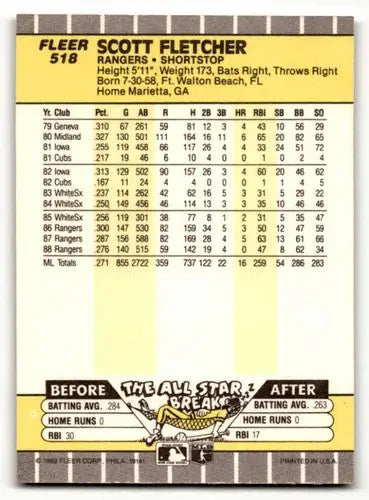 FLEER
518
SCOTT FLETCHER
RANGERS • SHORTSTOP
Height 5'11", Weight 173, Bats Right, Throws Right
Born 7-30-58, Ft. Walton Beach, FL
Home Marietta, GA
Yr. Club Pct. G AB R H 2B 3B HR RBI SB BB SO
79 Geneva .310 67 261 59 81 12 3 4 43 10 56 29
80 Midland .327 130 501 111 164 16 11 6 65 20 82 65
81 Iowa .255 119 458 66 117 26 4 4 33 24 51 72
81 Cubs .217 19 46 6 10 4 0 0 1 0 2 4
82 Iowa .313 129 502 90 157 26 3 4 60 20 46 62
82 Cubs .167 11 24 4 4 0 0 0 1 1 4 5
83 WhiteSx .237 114 262 42 62 16 5 3 31 5 29 22
84 WhiteSx .250 149 456 46 114 13 3 3 35 10 46 46
85 WhiteSx .256 119 301 38 77 8 1 2 31 5 35 47
86 Rangers .300 147 530 82 159 34 5 3 50 12 47 59
87 Rangers .287 156 588 82 169 28 4 5 63 13 61 66
88 Rangers .276 140 515 59 142 19 4 0 47 8 62 34
ML Totals .271 855 2722 359 737 122 22 16 259 54 286 283
BEFORE THE ALL STAR BREAK AFTER
BATTING AVG. .284 BATTING AVG. .263
HOME RUNS 0 HOME RUNS 0
RBI 30 RBI 17
© 1989 FLEER CORP., PHILA. 19141 PRINTED IN U.S.A.